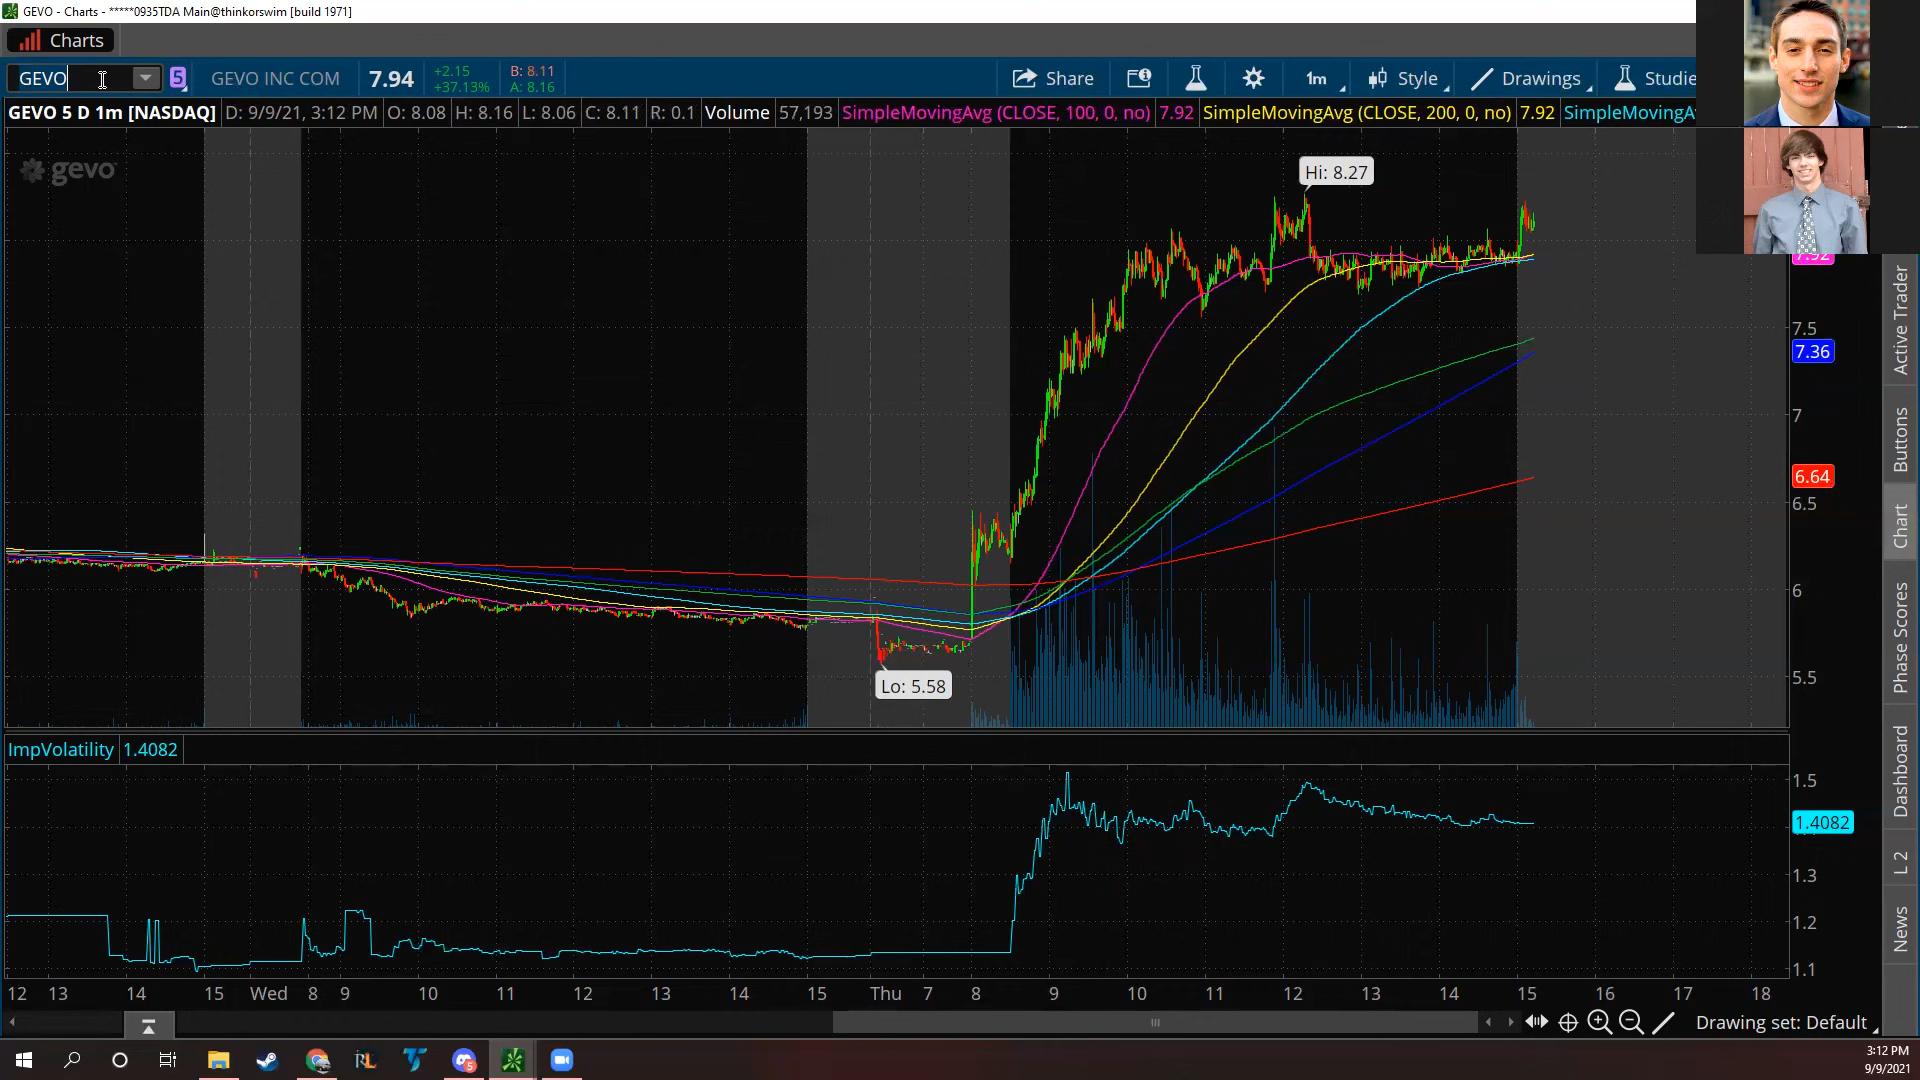 GEVO - Charts - *****0935TDA Main@thinkorswim [build 1971]
Charts
GEVO 5 GEVO INC COM 7.94 +2.15 B: 8.11 Share 1m Style Drawings Studie
+37.13% A: 8.16
GEVO 5 D 1m [NASDAQ] D: 9/9/21, 3:12 PM O: 8.08 H: 8.16 L: 8.06 C: 8.11 R: 0.1 Volume 57,193 SimpleMovingAvg (CLOSE, 100, 0, no) 7.92 SimpleMovingAvg (CLOSE, 200, 0, no) 7.92 SimpleMovingA
gevo
Hi: 8.27
7.92
7.5
7.36
7
6.64
6.5
6
Lo: 5.58
5.5
Active Trader
Buttons
Chart
Phase Scores
Dashboard
L 2
News
ImpVolatility 1.4082
1.5
1.4082
1.3
1.2
1.1
12 13 14 15 Wed 8 9 10 11 12 13 14 15 Thu 7 8 9 10 11 12 13 14 15 16 17 18
Drawing set: Default
RL
5
3:12 PM
9/9/2021